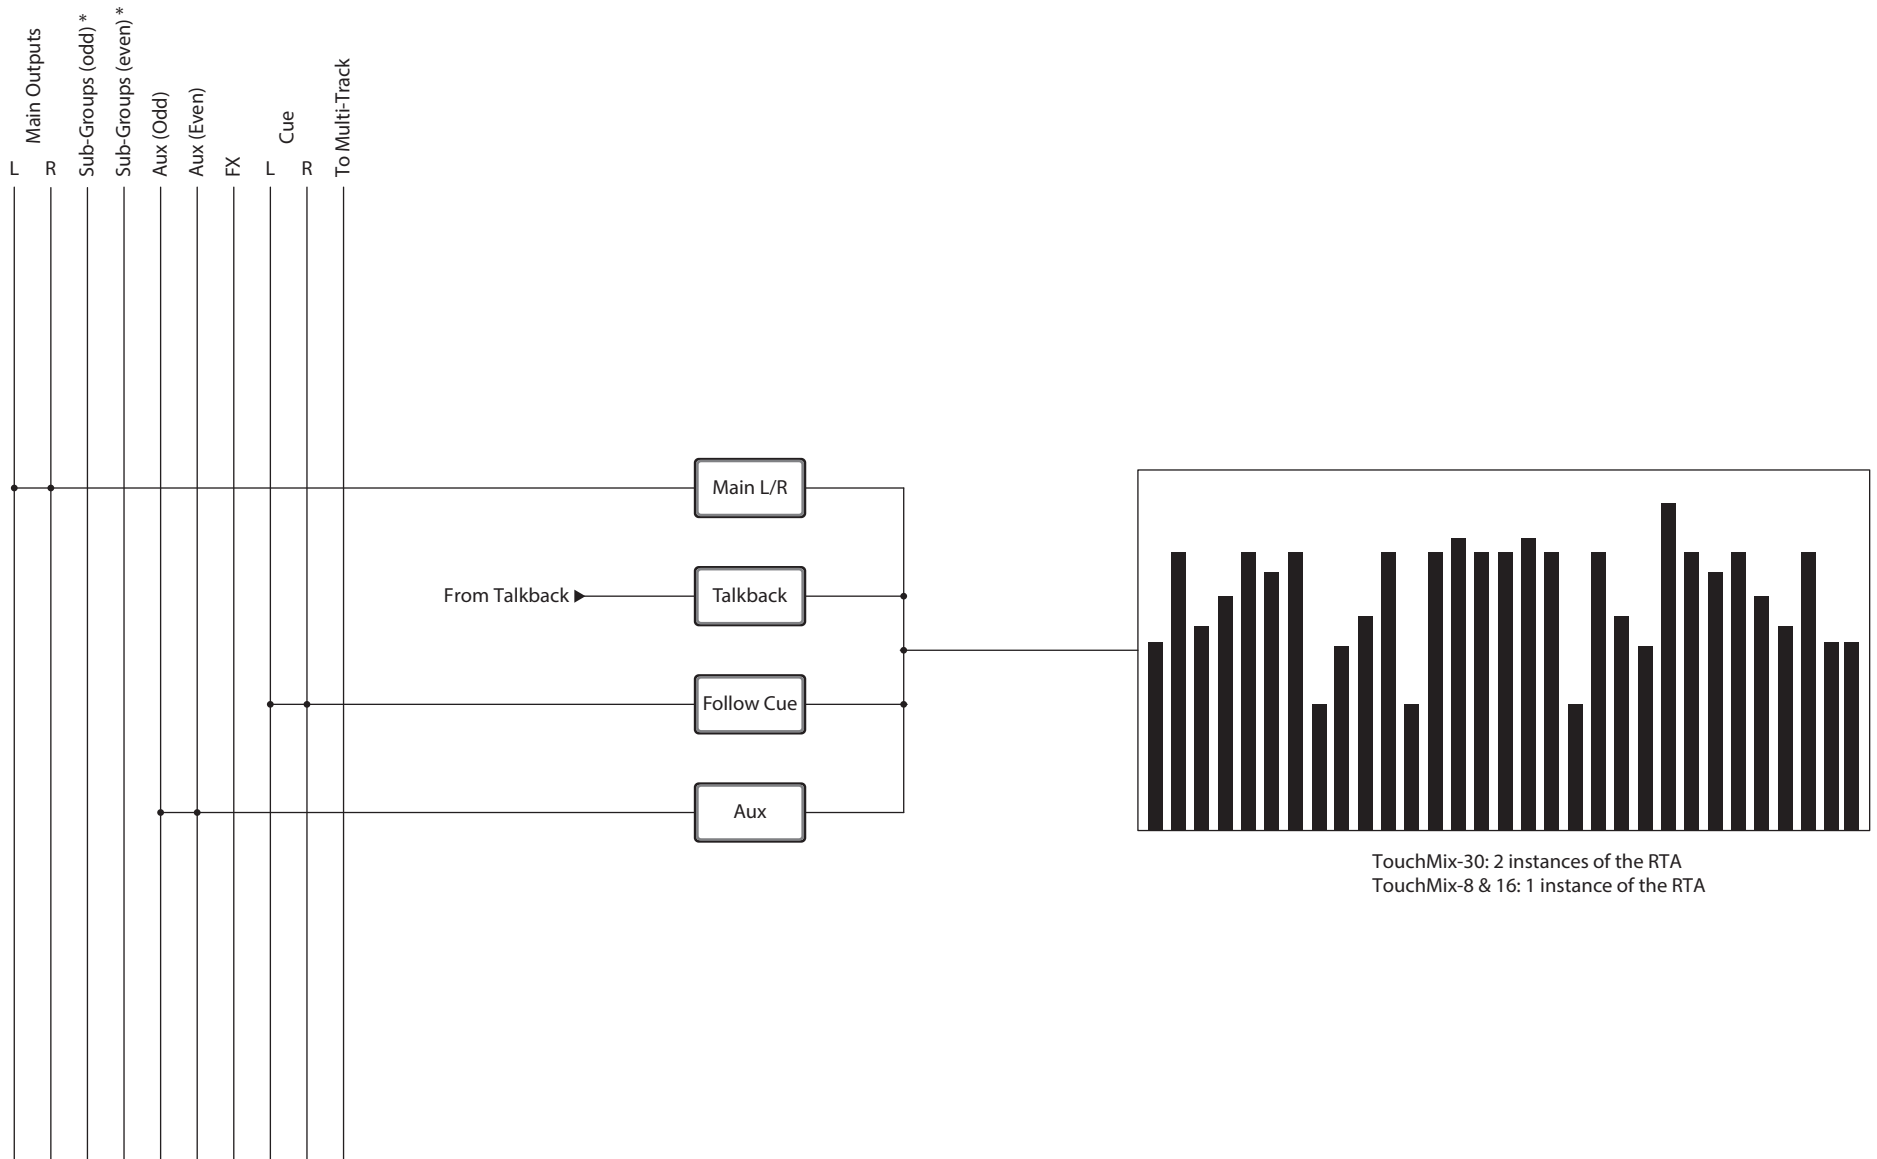 L
Main Outputs
R
Sub-Groups (odd) *
Sub-Groups (even) *
Aux (Odd)
Aux (Even)
FX
L
Cue
R
To Multi-Track
Main L/R
From Talkback
Talkback
Follow Cue
Aux
TouchMix-30: 2 instances of the RTA
TouchMix-8 & 16: 1 instance of the RTA